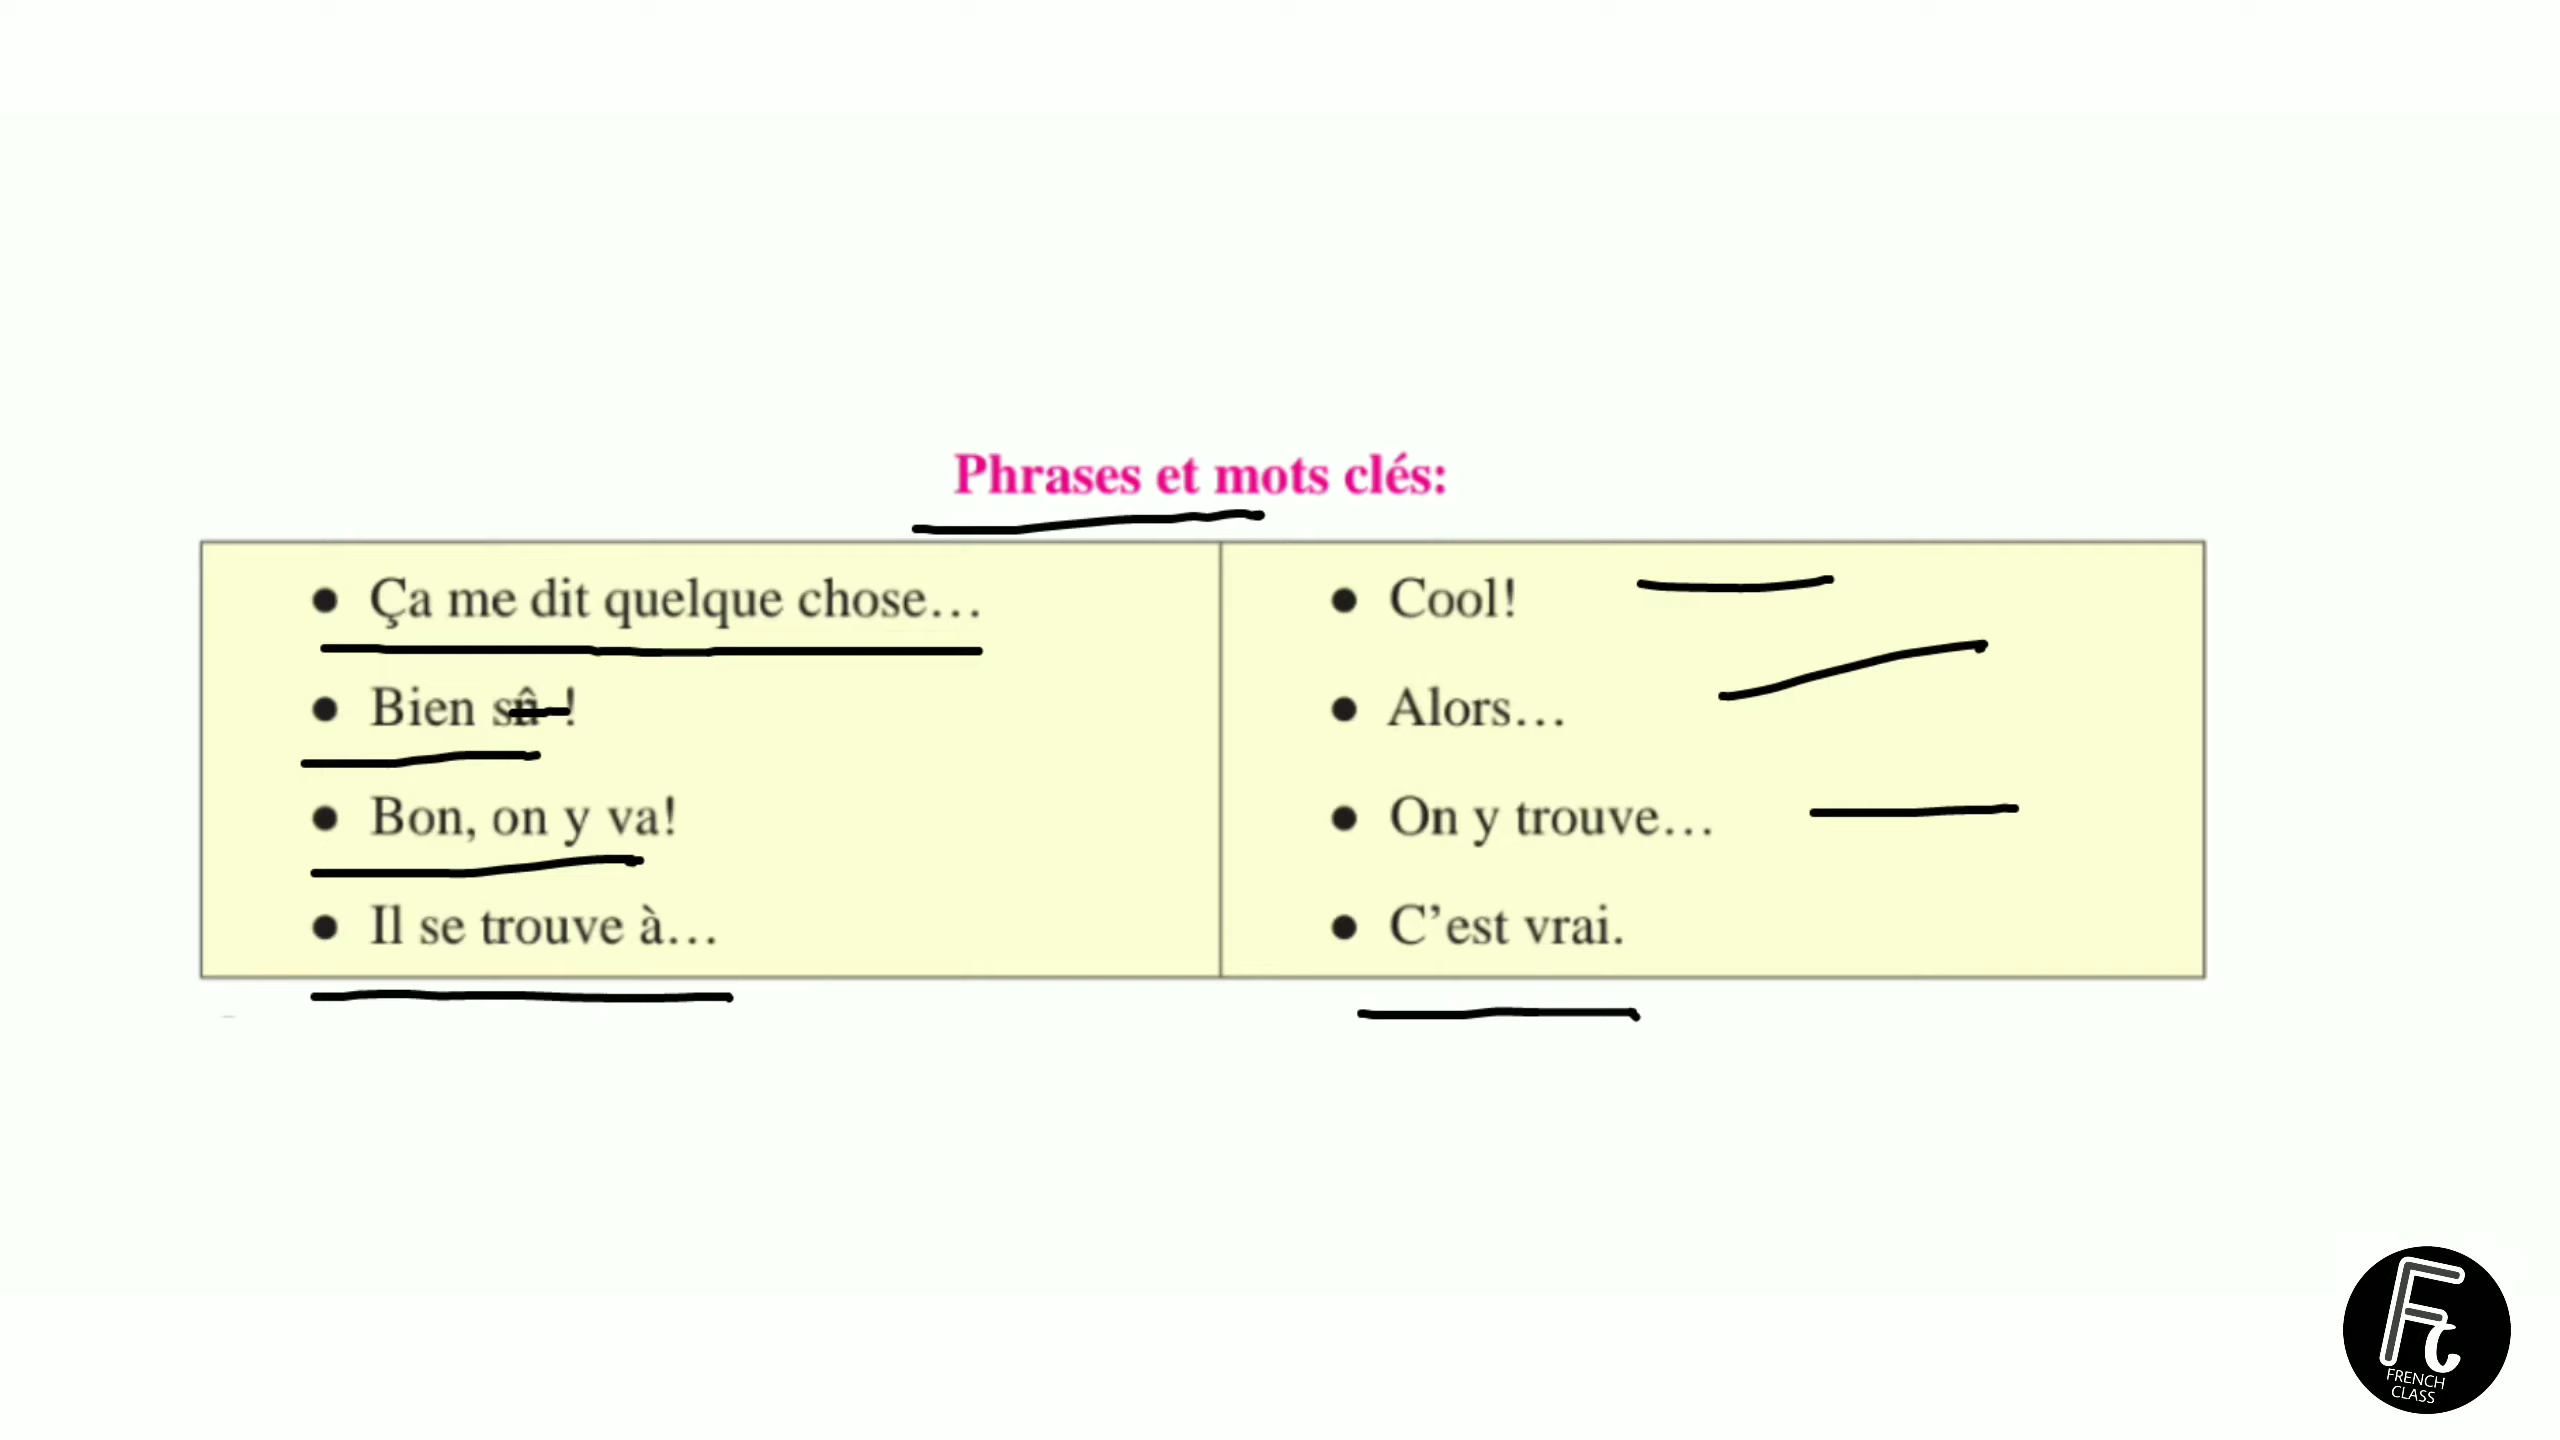 Phrases et mots clés:
Ça me dit quelque chose…
Bien sû !
Bon, on y va!
Il se trouve à…
Cool!
Alors…
On y trouve…
C’est vrai.
FRENCH
CLASS